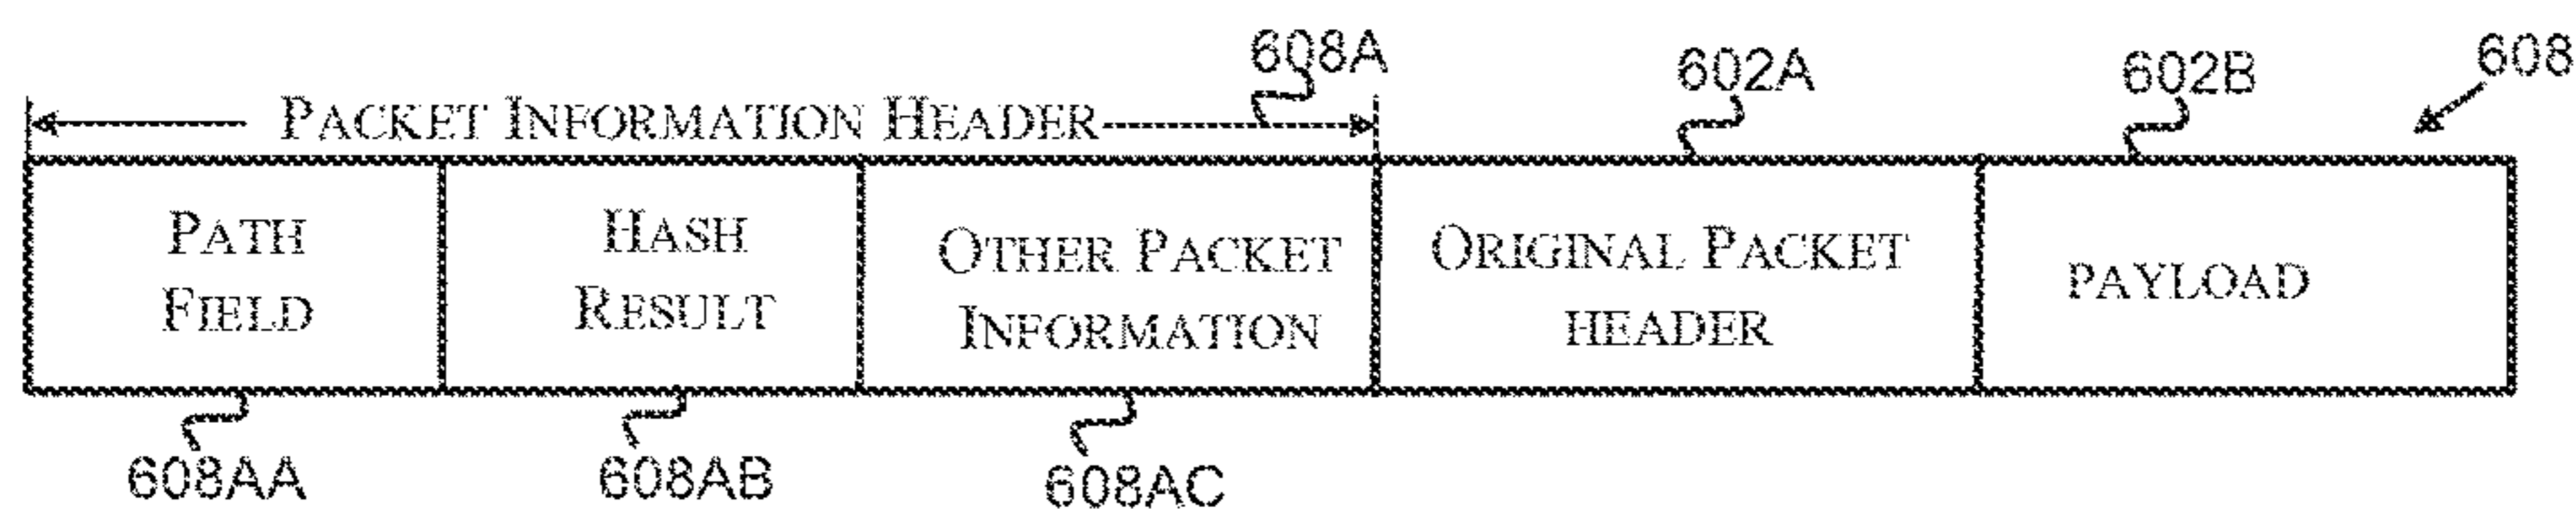 608A
602A
602B
608
PACKET INFORMATION HEADER
PATH
FIELD
HASH
RESULT
OTHER PACKET
INFORMATION
ORIGINAL PACKET
HEADER
PAYLOAD
608AA
608AB
608AC